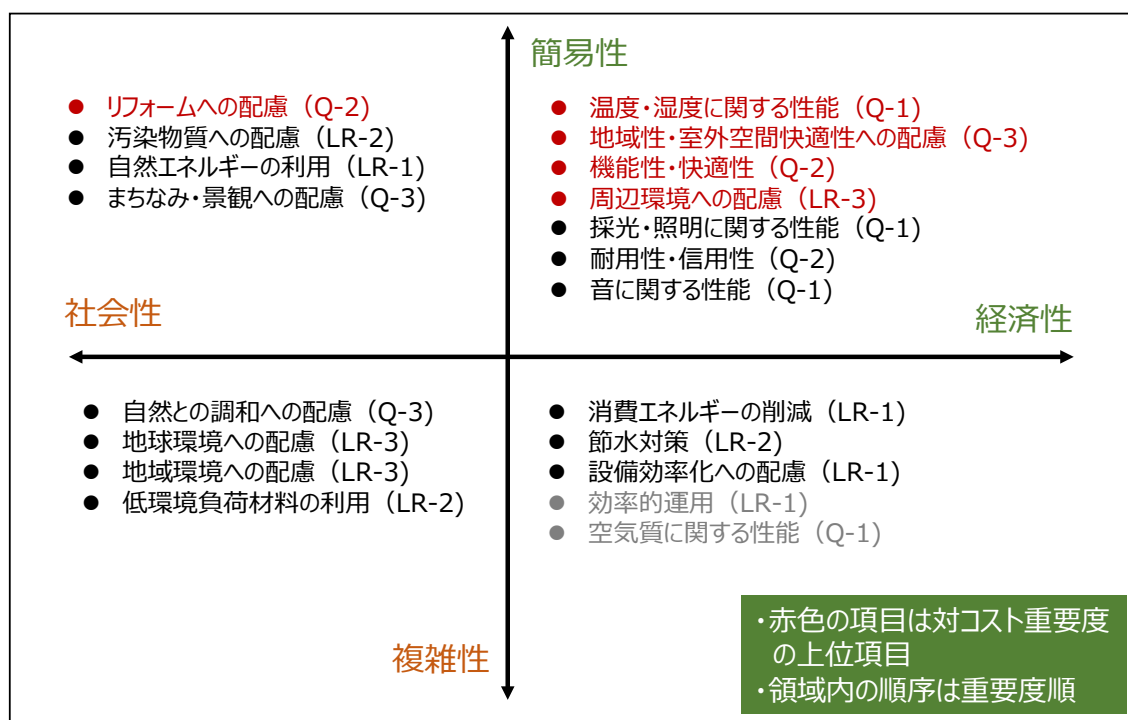 簡易性
● リフォームへの配慮（Q-2)
● 汚染物質への配慮（LR-2)
● 自然エネルギーの利用（LR-1)
● まちなみ・景観への配慮（Q-3)
● 温度・湿度に関する性能（Q-1)
● 地域性・室外空間快適性への配慮（Q-3)
● 機能性・快適性（Q-2)
● 周辺環境への配慮（LR-3)
● 採光・照明に関する性能（Q-1)
● 耐用性・信用性（Q-2)
● 音に関する性能（Q-1)
社会性
経済性
● 自然との調和への配慮（Q-3)
● 地球環境への配慮（LR-3)
● 地域環境への配慮（LR-3)
● 低環境負荷材料の利用（LR-2)
● 消費エネルギーの削減（LR-1)
● 節水対策（LR-2)
● 設備効率化への配慮（LR-1)
● 効率的運用（LR-1)
● 空気質に関する性能（Q-1)
複雑性
・赤色の項目は対コスト重要度
の上位項目
・領域内の順序は重要度順